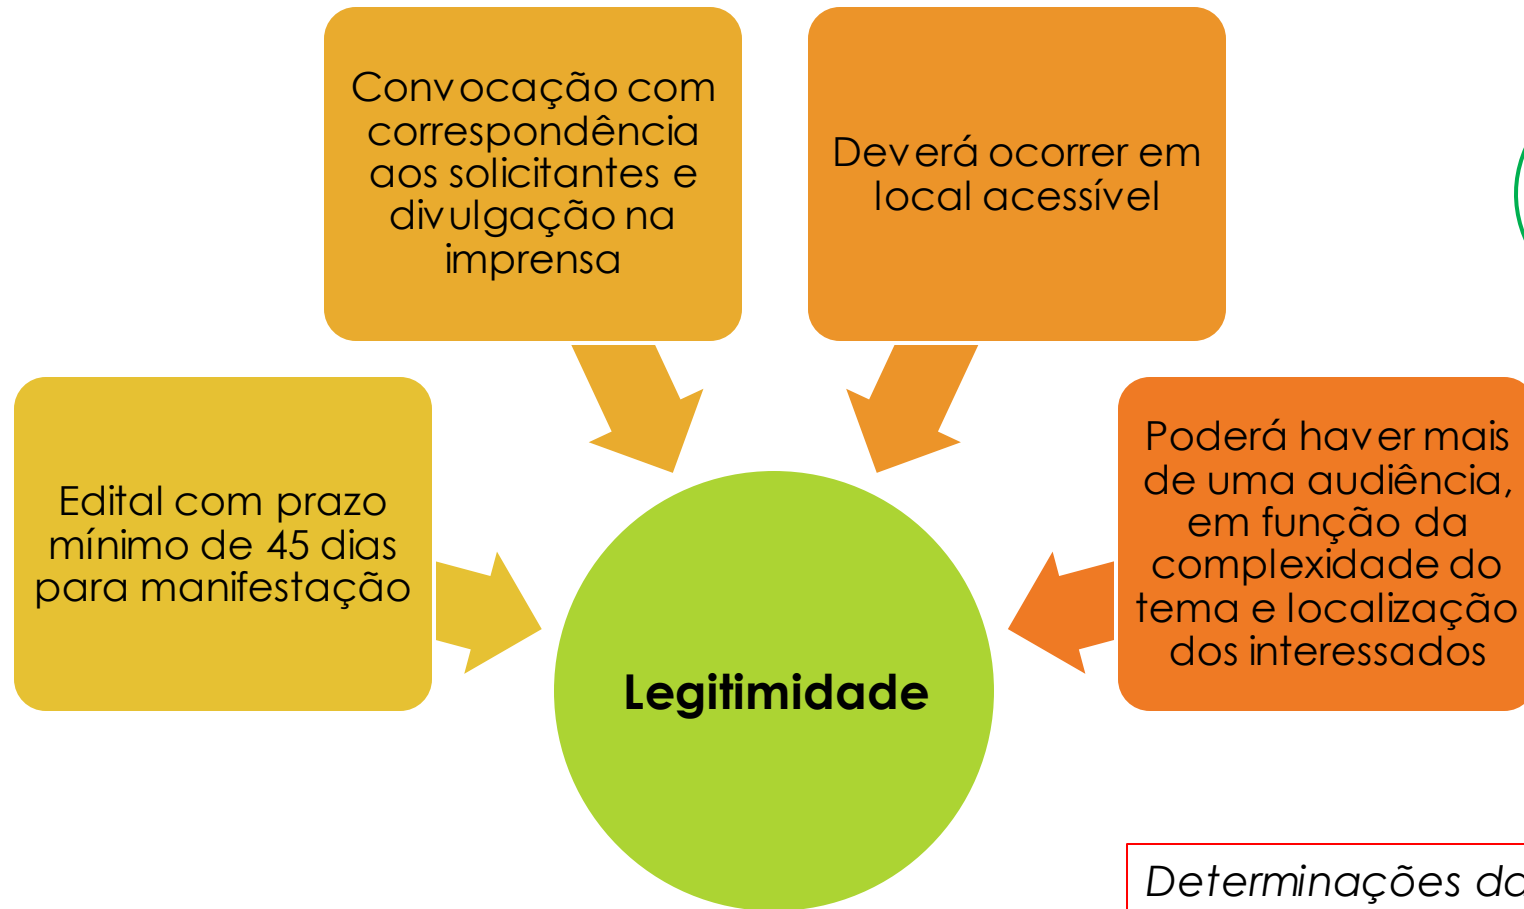 Convocação com
correspondência
aos solicitantes e
divulgação na
imprensa
Deverá ocorrer em
local acessível
Edital com prazo
mínimo de 45 dias
para manifestação
Poderá haver mais
de uma audiência,
em função da
complexidade do
tema e localização
dos interessados
Legitimidade
Determinações da